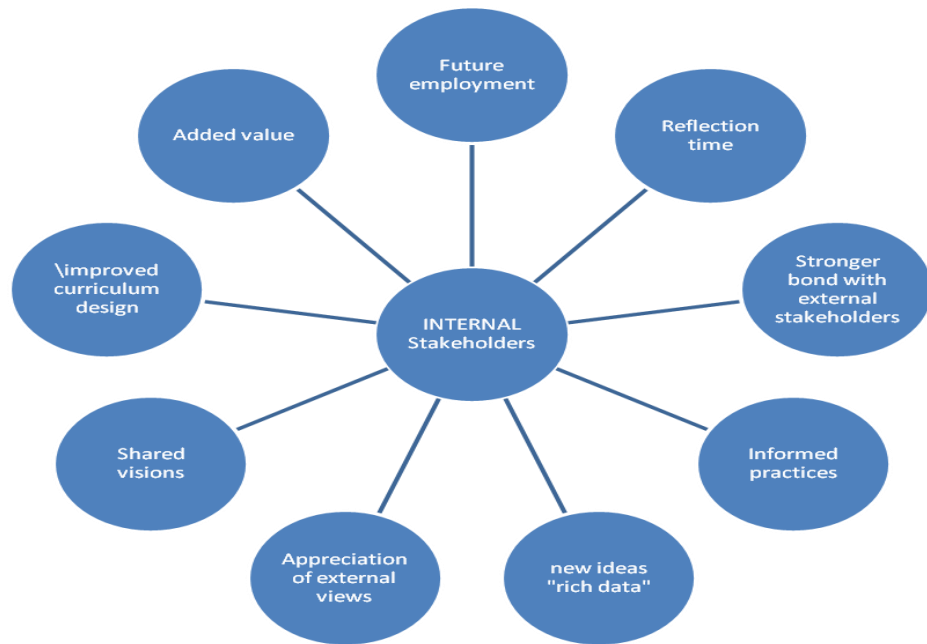 Future
employment
Reflection
time
Stronger
bond with
external
stakeholders
Informed
practices
new ideas
"rich data"
Appreciation
of external
views
Shared
visions
\improved
curriculum
design
Added value
INTERNAL
Stakeholders